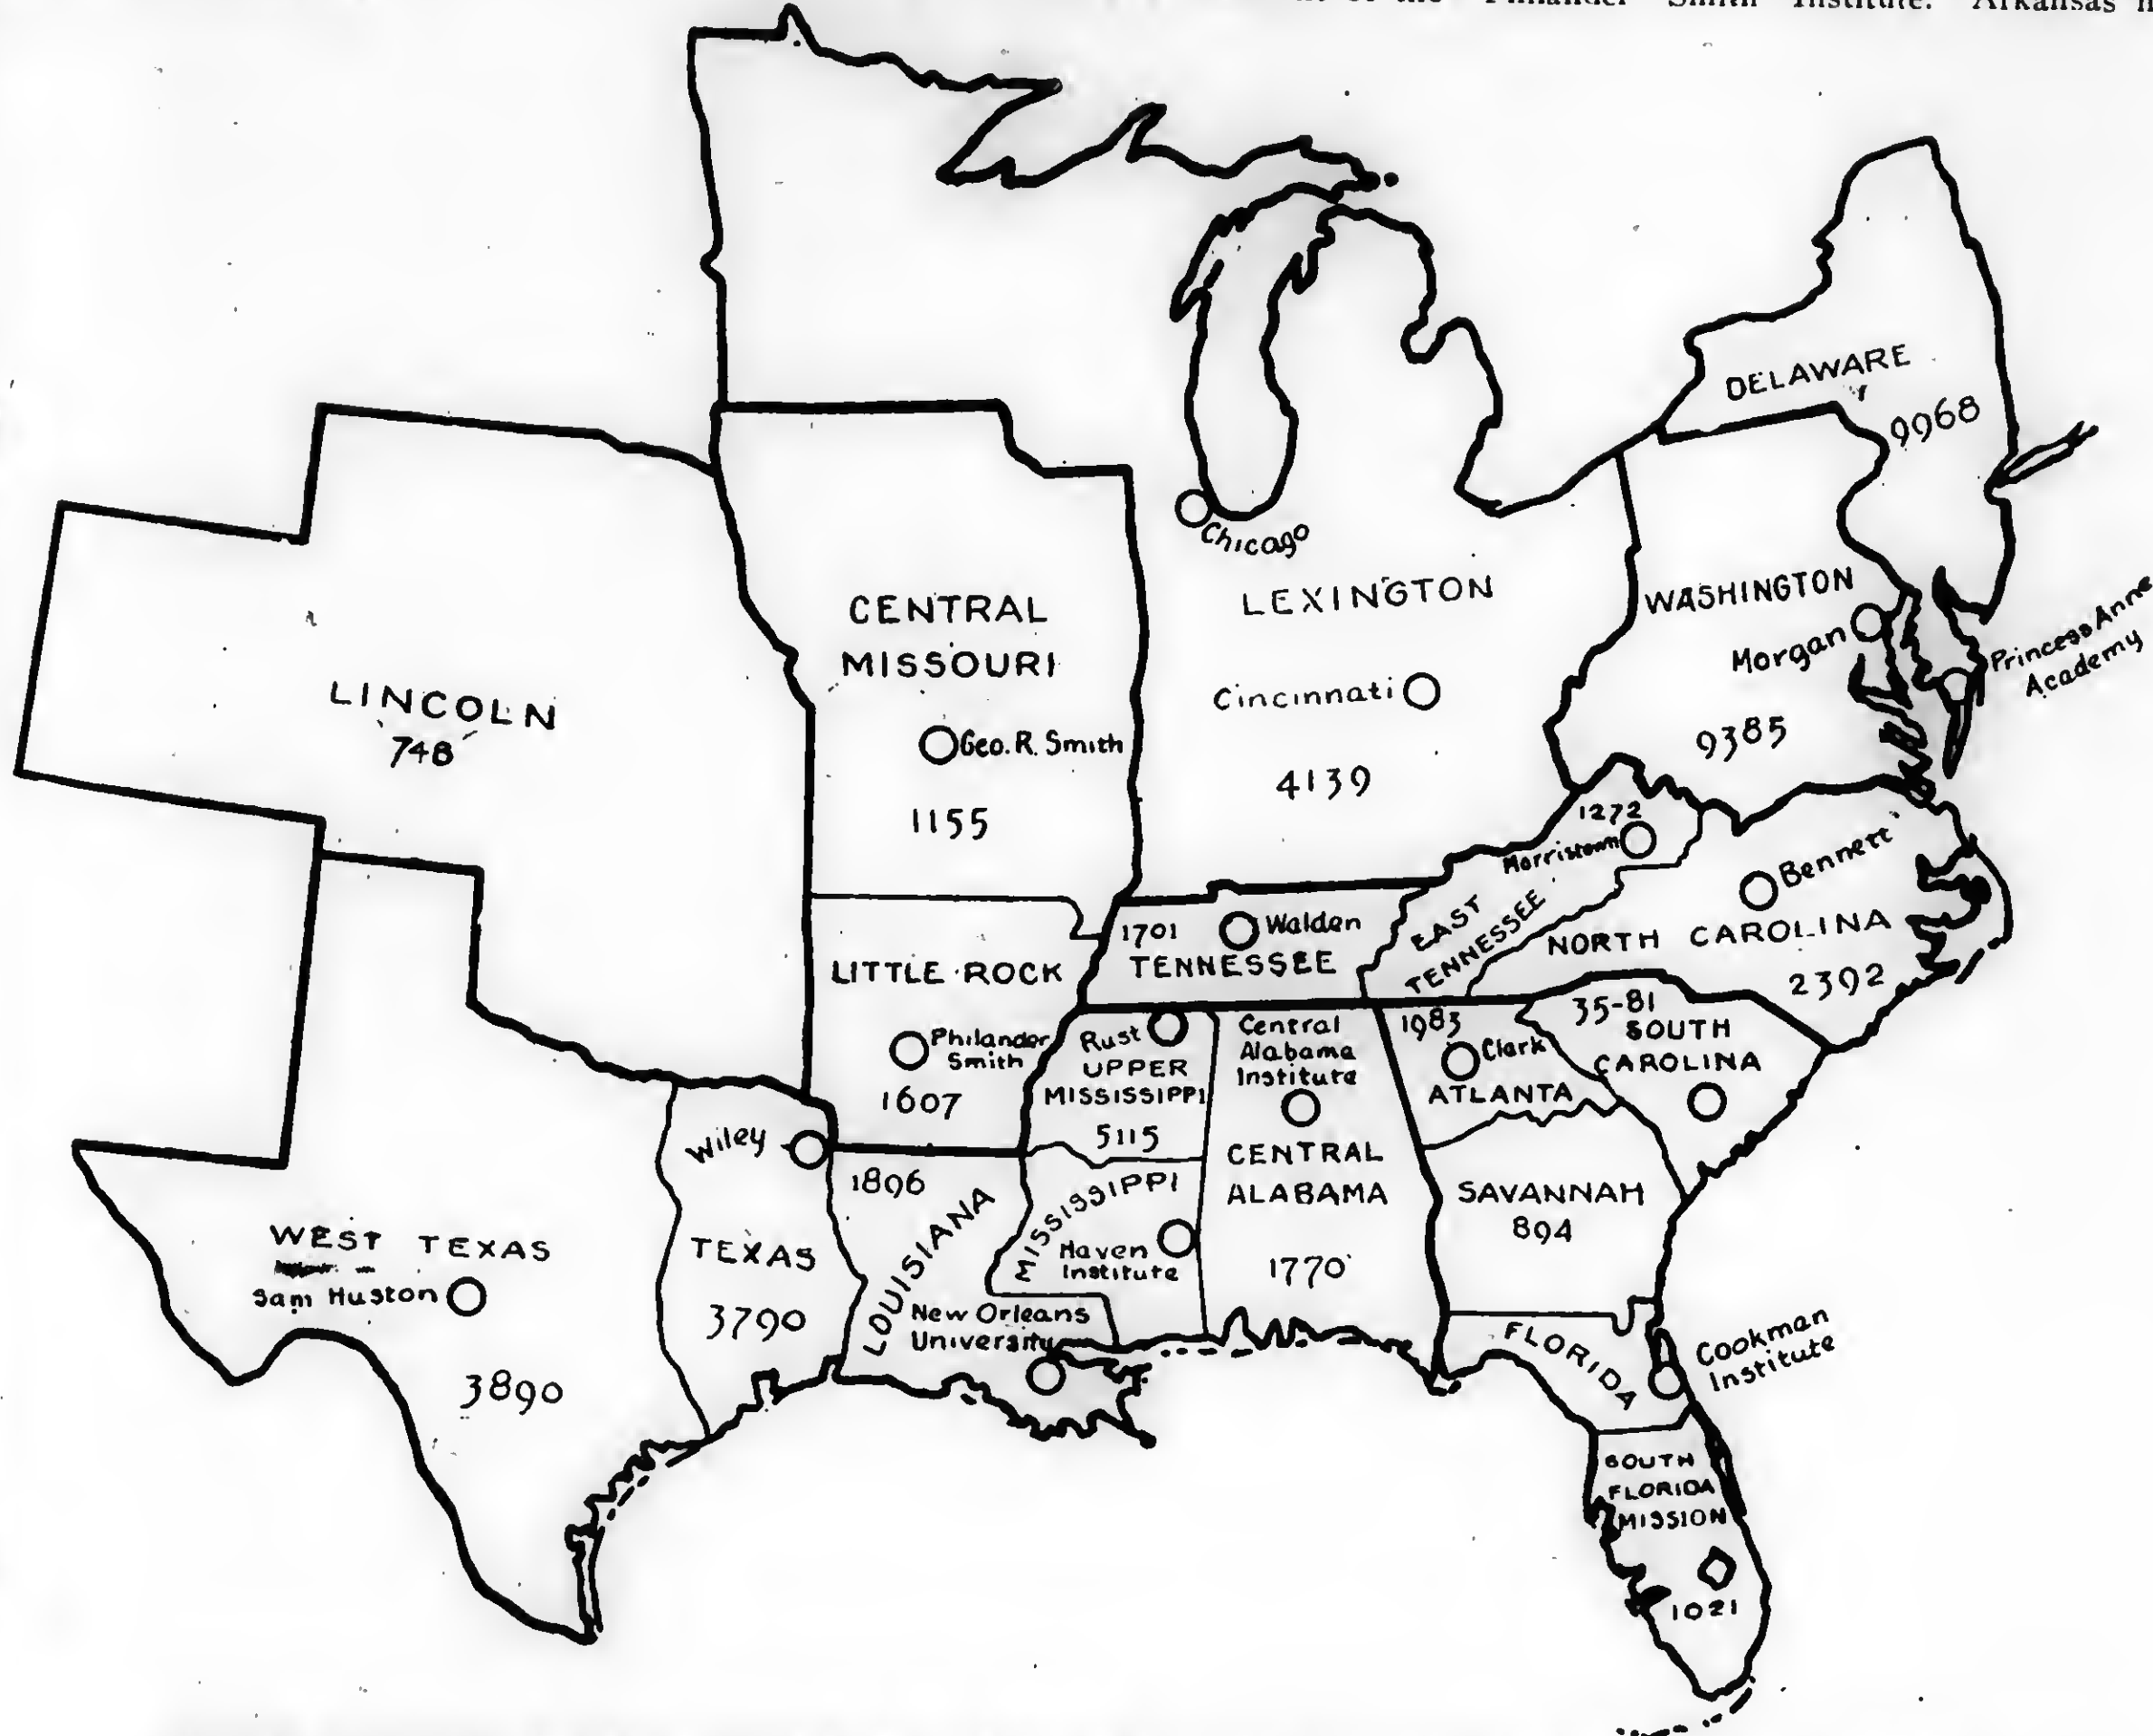 Smith Institute. Arkansas
DELAWARE
9968
Chicago
LEXINGTON
Cincinnati
4139
WASHINGTON
Morgan
9385
Princess Anne
Academy
CENTRAL
MISSOURI
Geo. R. Smith
1155
LINCOLN
748
1272
Morristown
EAST
TENNESSEE
Bennett
NORTH CAROLINA
2392
1701
Walden
TENNESSEE
LITTLE ROCK
Philander
Smith
1607
Rust
UPPER
MISSISSIPPI
5115
Central
Alabama
Institute
CENTRAL
ALABAMA
1770
1983
Clark
ATLANTA
35-81
SOUTH
CAROLINA
SAVANNAH
894
Wiley
TEXAS
3790
1896
LOUISIANA
New Orleans
University
MISSISSIPPI
Haven
Institute
WEST TEXAS
Sam Huston
3890
FLORIDA
Cookman
Institute
SOUTH
FLORIDA
MISSION
1021